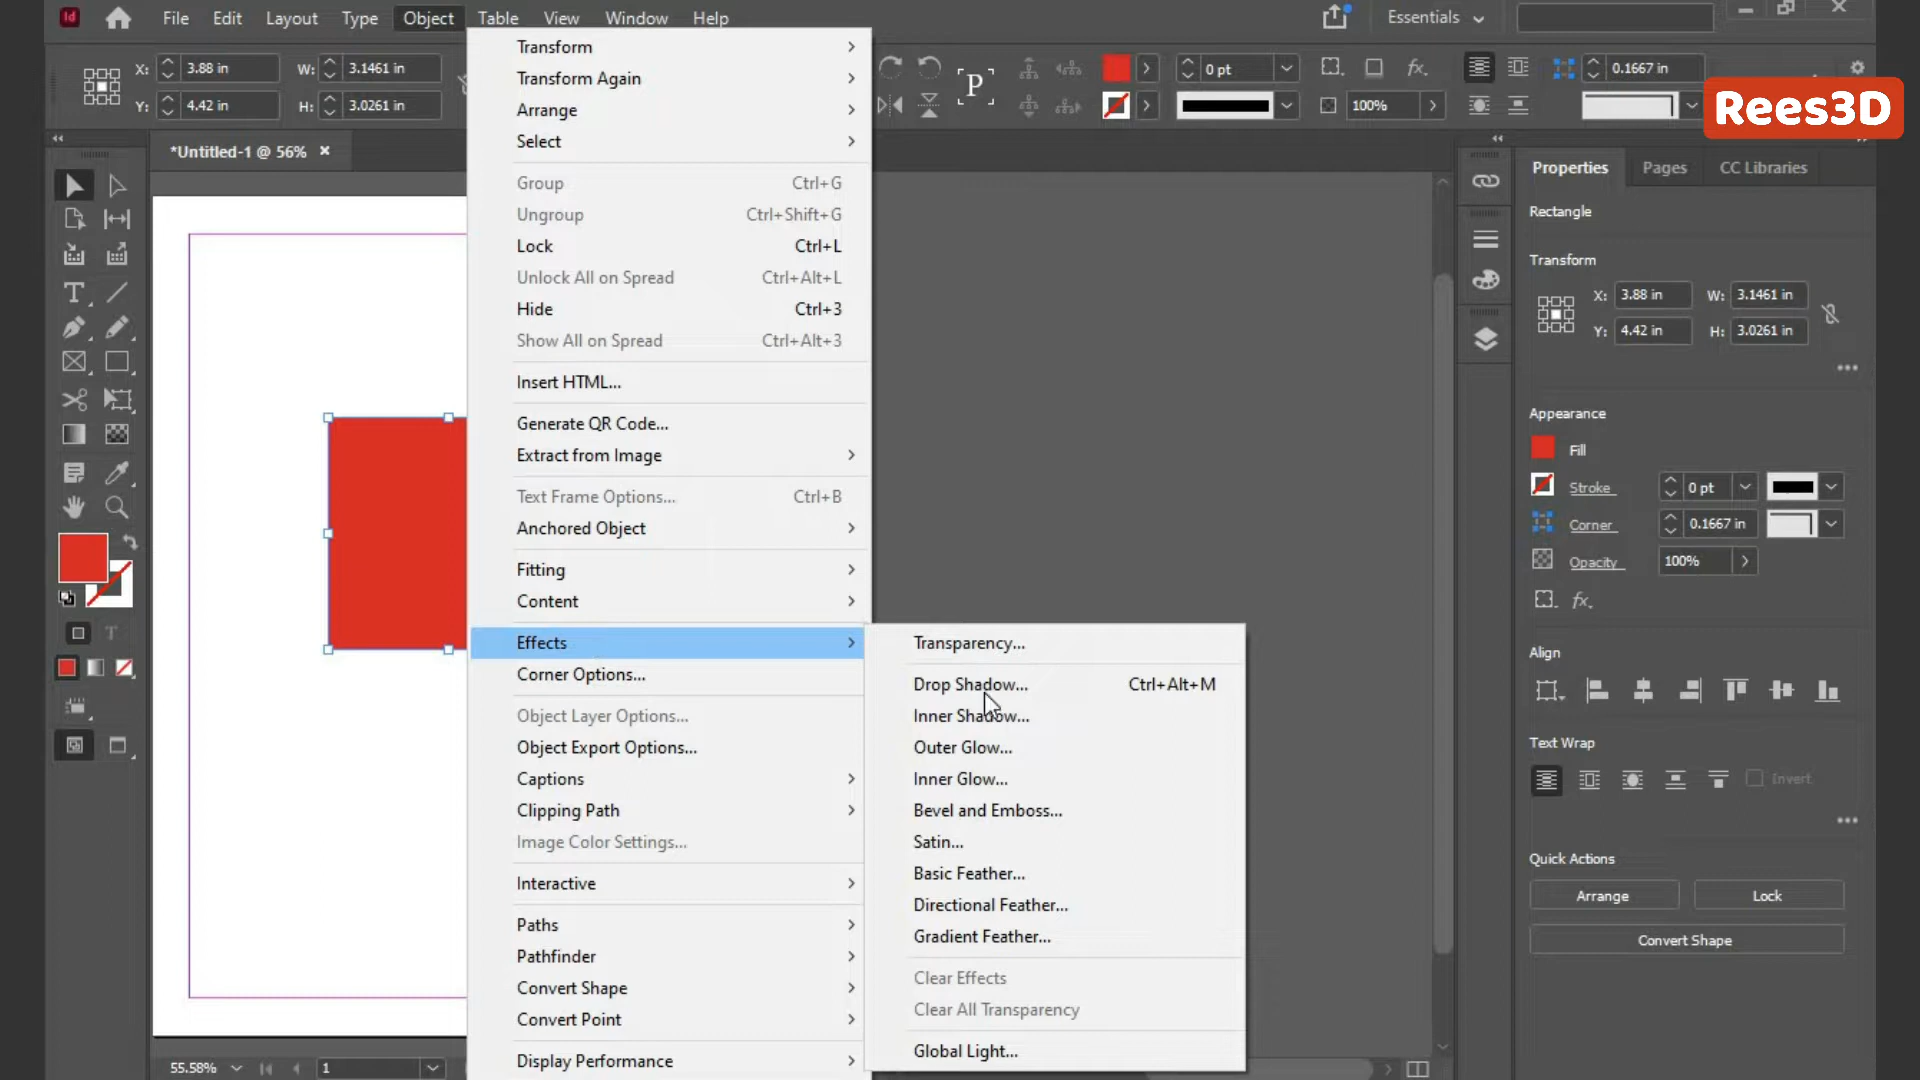 Id
File Edit Layout Type Object Table View Window Help
Essentials
X: 3.88 in W: 3.1461 in
Y: 4.42 in H: 3.0261 in
P
0 pt
fx.
0.1667 in
100%
Rees3D
*Untitled-1 @ 56% ×
Transform
Transform Again
Arrange
Select
Group Ctrl+G
Ungroup Ctrl+Shift+G
Lock Ctrl+L
Unlock All on Spread Ctrl+Alt+L
Hide Ctrl+3
Show All on Spread Ctrl+Alt+3
Insert HTML...
Generate QR Code...
Extract from Image
Text Frame Options... Ctrl+B
Anchored Object
Fitting
Content
Effects
Corner Options...
Object Layer Options...
Object Export Options...
Captions
Clipping Path
Image Color Settings...
Interactive
Paths
Pathfinder
Convert Shape
Convert Point
Display Performance
Transparency...
Drop Shadow... Ctrl+Alt+M
Inner Shadow...
Outer Glow...
Inner Glow...
Bevel and Emboss...
Satin...
Basic Feather...
Directional Feather...
Gradient Feather...
Clear Effects
Clear All Transparency
Global Light...
Properties Pages CC Libraries
Rectangle
Transform
X: 3.88 in W: 3.1461 in
Y: 4.42 in H: 3.0261 in
Appearance
Fill
Stroke 0 pt
Corner 0.1667 in
Opacity 100%
fx.
Align
Text Wrap
Invert
Quick Actions
Arrange Lock
Convert Shape
55.58% 1